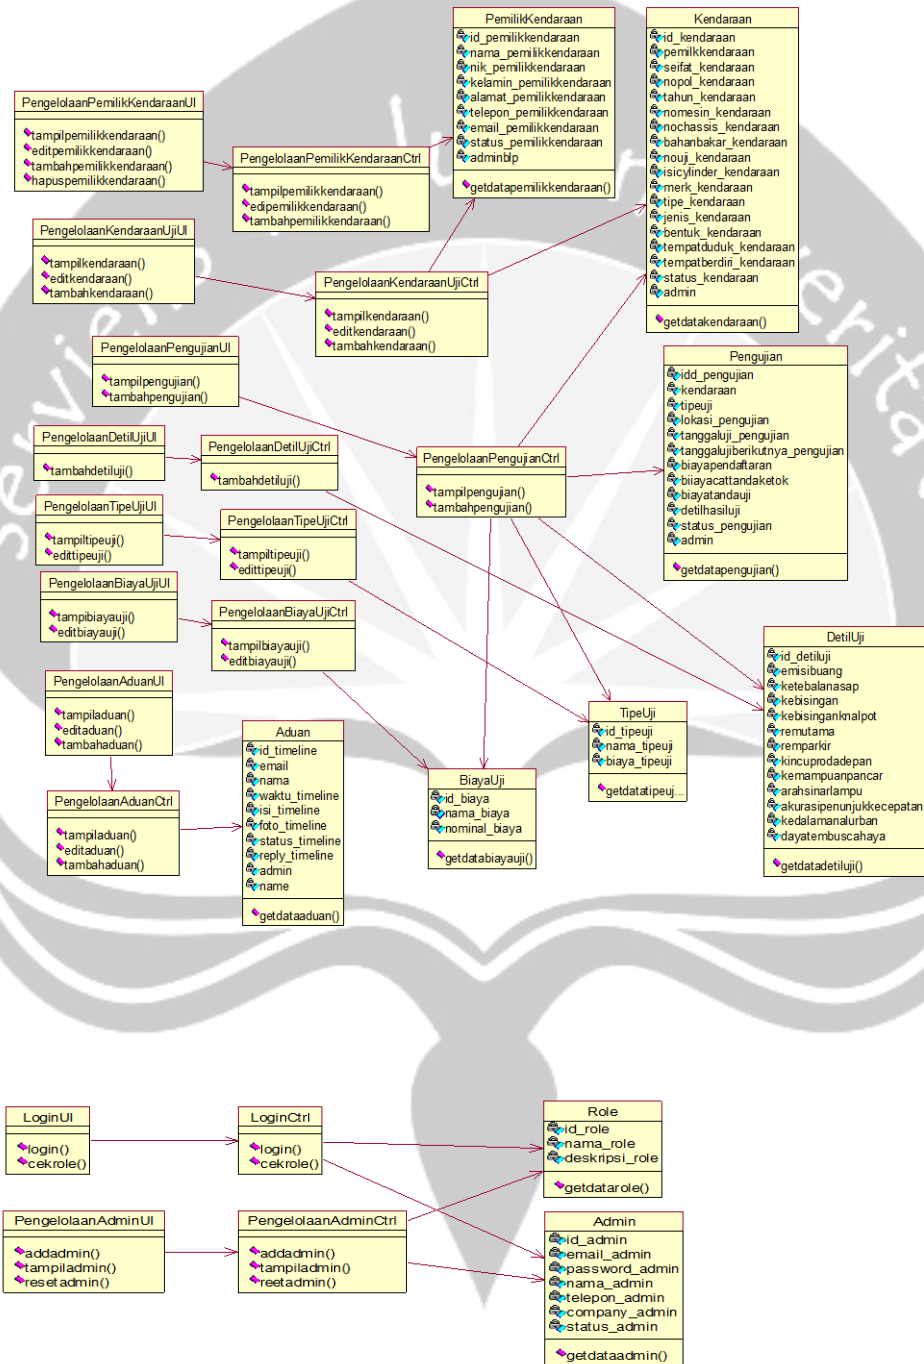 PemilikKendaraan
id_pemilikkendaraan
nama_pemilikkendaraan
nik_pemilikkendaraan
kelamin_pemilikkendaraan
alamat_pemilikkendaraan
telepon_pemilikkendaraan
email_pemilikkendaraan
status_pemilikkendaraan
adminblp
getdatapemilikkendaraan()
Kendaraan
id_kendaraan
pemilkkendaraan
seifat_kendaraan
nopol_kendaraan
tahun_kendaraan
nomesin_kendaraan
nochassis_kendaraan
bahanbakar_kendaraan
nouji_kendaraan
isicylinder_kendaraan
merk_kendaraan
tipe_kendaraan
jenis_kendaraan
bentuk_kendaraan
tempatduduk_kendaraan
tempatberdiri_kendaraan
status_kendaraan
admin
getdatakendaraan()
PengelolaanPemilikKendaraanUI
tampilpemilikkendaraan()
editpemilikkendaraan()
tambahpemilikkendaraan()
hapuspemilikkendaraan()
PengelolaanPemilikKendaraanCtrl
tampilpemilikkendaraan()
edipemilikkendaraan()
tambahpemilikkendaraan()
PengelolaanKendaraanUjiUI
tampilkendaraan()
editkendaraan()
tambahkendaraan()
PengelolaanKendaraanUjiCtrl
tampilkendaraan()
editkendaraan()
tambahkendaraan()
PengelolaanPengujianUI
tampilpengujian()
tambahpengujian()
Pengujian
idd_pengujian
kendaraan
tipeuji
lokasi_pengujian
tanggaluji_pengujian
tanggalujiberikutnya_pengujian
biayapendaftaran
biiayacattandaketok
biayatandauji
detilhasiluji
status_pengujian
admin
getdatapengujian()
PengelolaanDetilUjiUI
tambahdetiluji()
PengelolaanDetilUjiCtrl
tambahdetiluji()
PengelolaanPengujianCtrl
tampilpengujian()
tambahpengujian()
PengelolaanTipeUjiUI
tampiltipeuji()
edittipeuji()
PengelolaanTipeUjiCtrl
tampiltipeuji()
edittipeuji()
PengelolaanBiayaUjiUI
tampibiayauji()
editbiayauji()
PengelolaanBiayaUjiCtrl
tampilbiayauji()
editbiayauji()
PengelolaanAduanUI
tampiladuan()
editaduan()
tambahaduan()
PengelolaanAduanCtrl
tampiladuan()
editaduan()
tambahaduan()
Aduan
id_timeline
email
nama
waktu_timeline
isi_timeline
foto_timeline
status_timeline
reply_timeline
admin
name
getdataaduan()
BiayaUji
id_biaya
nama_biaya
nominal_biaya
getdatabiayauji()
TipeUji
id_tipeuji
nama_tipeuji
biaya_tipeuji
getdatatipeuj...
DetilUji
id_detiluji
emisibuang
ketebalanasap
kebisingan
kebisinganknalpot
remutama
remparkir
kincuprodadepan
kemampuanpancar
arahsinarlampu
akurasipenunjukkecepatan
kedalamanalurban
dayatembuscahaya
getdatadetiluji()
LoginUI
login()
cekrole()
LoginCtrl
login()
cekrole()
Role
id_role
nama_role
deskripsi_role
getdatarole()
PengelolaanAdminUI
addadmin()
tampiladmin()
resetadmin()
PengelolaanAdminCtrl
addadmin()
tampiladmin()
reetadmin()
Admin
id_admin
email_admin
password_admin
nama_admin
telepon_admin
company_admin
status_admin
getdataadmin()